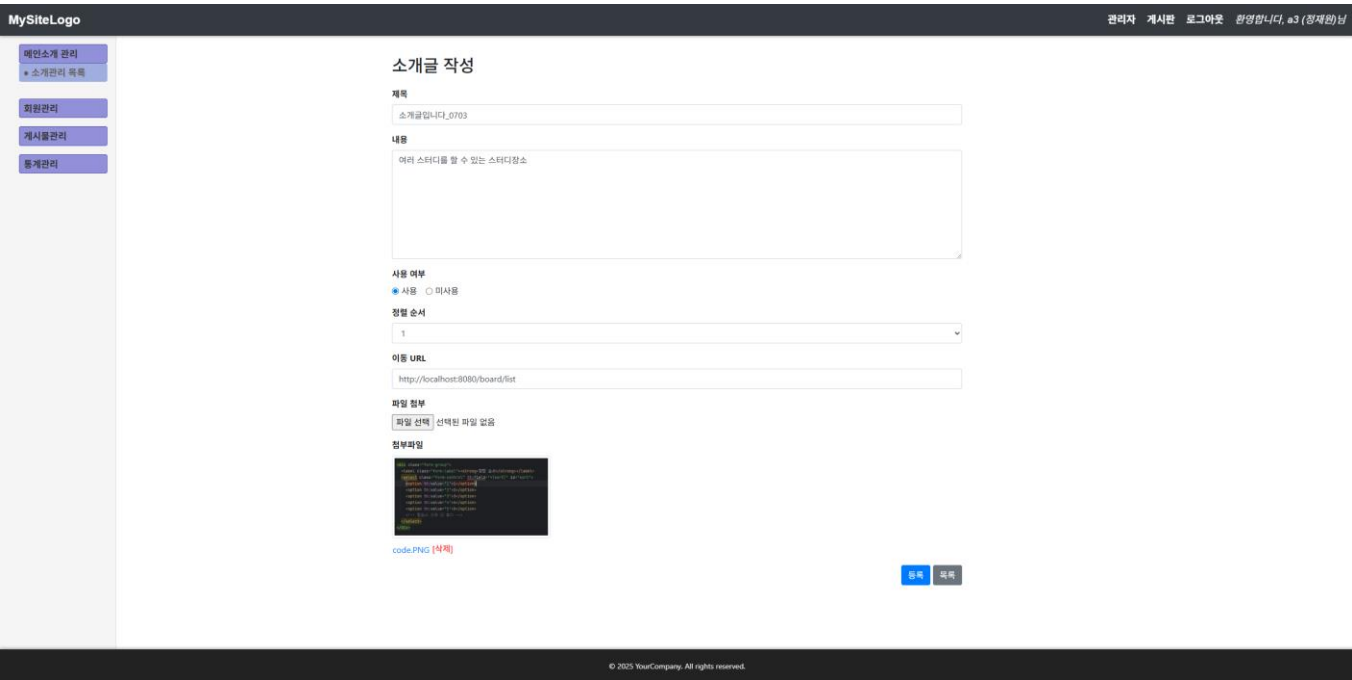 MySiteLogo
관리자 게시판 로그아웃 환영합니다, a3 (정재원)님
메인소개 관리
• 소개관리 목록
회원관리
게시물관리
통계관리
소개글 작성
제목
소개글입니다_0703
내용
여러 스터디를 할 수 있는 스터디장소
사용 여부
사용 미사용
정렬 순서
1
이동 URL
http://localhost:8080/board/list
파일 첨부
파일 선택 선택된 파일 없음
첨부파일
code.PNG [삭제]
등록 목록
© 2025 YourCompany. All rights reserved.